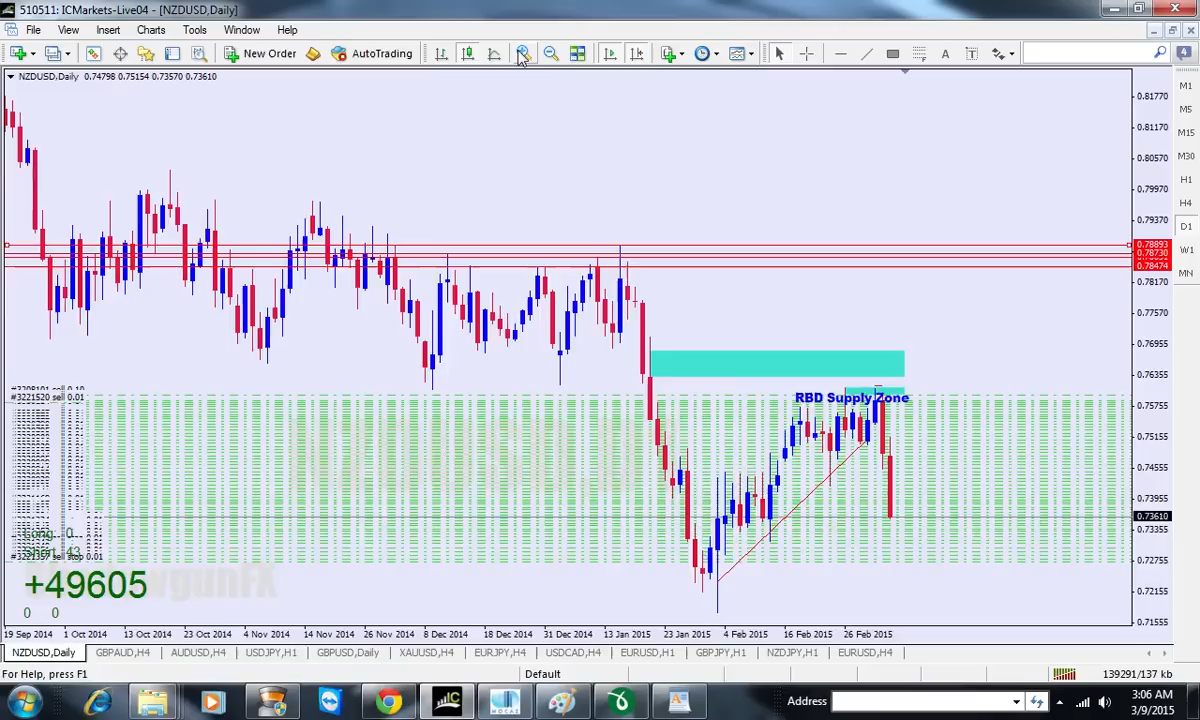 510511: ICMarkets-Live04 - [NZDUSD,Daily]
File View Insert Charts Tools Window Help
New Order AutoTrading A T 4
NZDUSD,Daily 0.74798 0.75154 0.73570 0.73610
0.81770
0.81170
0.80570
0.79970
0.79370
0.78893
0.78730
0.78474
0.78170
0.77570
0.76955
0.76355
0.75755
0.75155
0.74555
0.73955
0.73610
0.73355
0.72755
0.72155
0.71555
M1
M5
M15
M30
H1
H4
D1
W1
MN
RBD Supply Zone
#3221520 sell 0.01
+49605
0 0
19 Sep 2014 1 Oct 2014 13 Oct 2014 23 Oct 2014 4 Nov 2014 14 Nov 2014 26 Nov 2014 8 Dec 2014 18 Dec 2014 31 Dec 2014 13 Jan 2015 23 Jan 2015 4 Feb 2015 16 Feb 2015 26 Feb 2015
NZDUSD,Daily GBPAUD,H4 AUDUSD,H4 USDJPY,H1 GBPUSD,Daily XAUUSD,H4 EURJPY,H4 USDCAD,H4 EURUSD,H1 GBPJPY,H1 NZDJPY,H1 EURUSD,H4
For Help, press F1 Default 139291/137 kb
Address
3:06 AM
3/9/2015